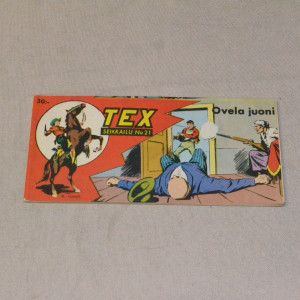 30:-
TEX
SEIKKAILU No 21
Ovela juoni